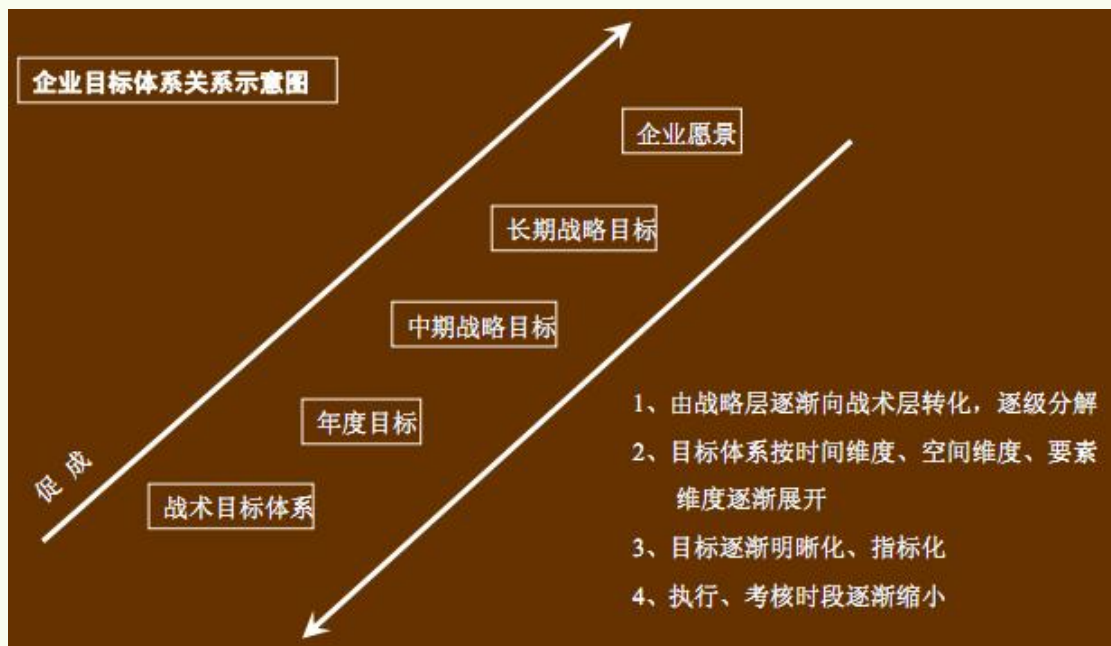 企业目标体系关系示意图
企业愿景
长期战略目标
中期战略目标
年度目标
战术目标体系
促成
1、由战略层逐渐向战术层转化，逐级分解
2、目标体系按时间维度、空间维度、要素
维度逐渐展开
3、目标逐渐明晰化、指标化
4、执行、考核时段逐渐缩小